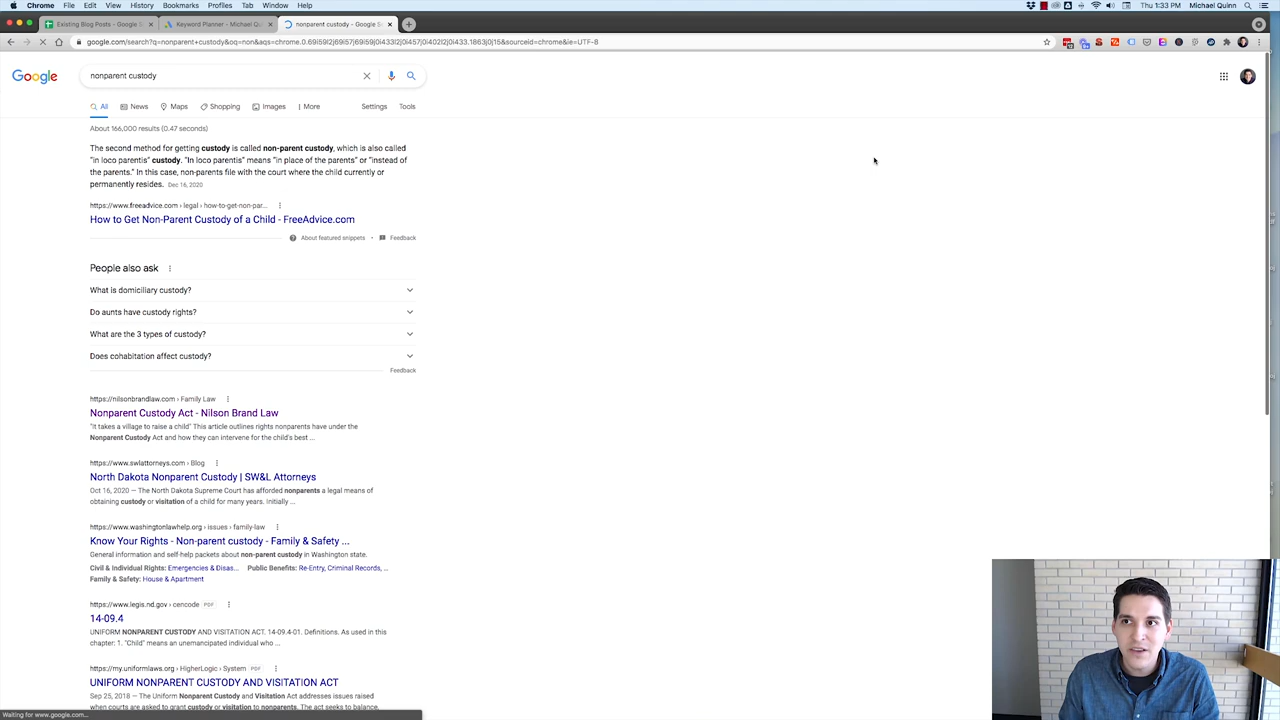 Chrome File Edit View History Bookmarks Profiles Tab Window Help
Thu 1:33 PM Michael Quinn
Existing Blog Posts - Google S
Keyword Planner - Michael Qui
nonparent custody - Google Se
google.com/search?q=nonparent+custody&oq=non&aqs=chrome.0.69i59l2j69i57j69i59j0i433j0i457j0i402l2j0i433.1863j0j15&sourceid=chrome&ie=UTF-8
Google
nonparent custody
All News Maps Shopping Images More Settings Tools
About 166,000 results (0.47 seconds)
The second method for getting custody is called non-parent custody, which is also called
"in loco parentis" custody. "In loco parentis" means "in place of the parents" or "instead of
the parents." In this case, non-parents file with the court where the child currently or
permanently resides. Dec 16, 2020
https://www.freeadvice.com › legal › how-to-get-non-par...
How to Get Non-Parent Custody of a Child - FreeAdvice.com
About featured snippets • Feedback
People also ask
What is domiciliary custody?
Do aunts have custody rights?
What are the 3 types of custody?
Does cohabitation affect custody?
Feedback
https://nilsonbrandlaw.com › Family Law
Nonparent Custody Act - Nilson Brand Law
"It takes a village to raise a child" This article outlines rights nonparents have under the
Nonparent Custody Act and how they can intervene for the child's best ...
https://www.swlattorneys.com › Blog
North Dakota Nonparent Custody | SW&L Attorneys
Oct 16, 2020 — The North Dakota Supreme Court has afforded nonparents a legal means of
obtaining custody or visitation of a child for many years. Initially ...
https://www.washingtonlawhelp.org › issues › family-law
Know Your Rights - Non-parent custody - Family & Safety ...
General information and self-help packets about non-parent custody in Washington state.
Civil & Individual Rights: Emergencies & Disas... Public Benefits: Re-Entry, Criminal Records, ...
Family & Safety: House & Apartment
https://www.legis.nd.gov › cencode PDF
14-09.4
UNIFORM NONPARENT CUSTODY AND VISITATION ACT. 14-09.4-01. Definitions. As used in this
chapter: 1. "Child" means an unemancipated individual who ...
https://my.uniformlaws.org › HigherLogic › System PDF
UNIFORM NONPARENT CUSTODY AND VISITATION ACT
Sep 25, 2018 — The Uniform Nonparent Custody and Visitation Act addresses issues raised
when courts are asked to grant custody or visitation to nonparents. The act seeks to balance.
Waiting for www.google.com...